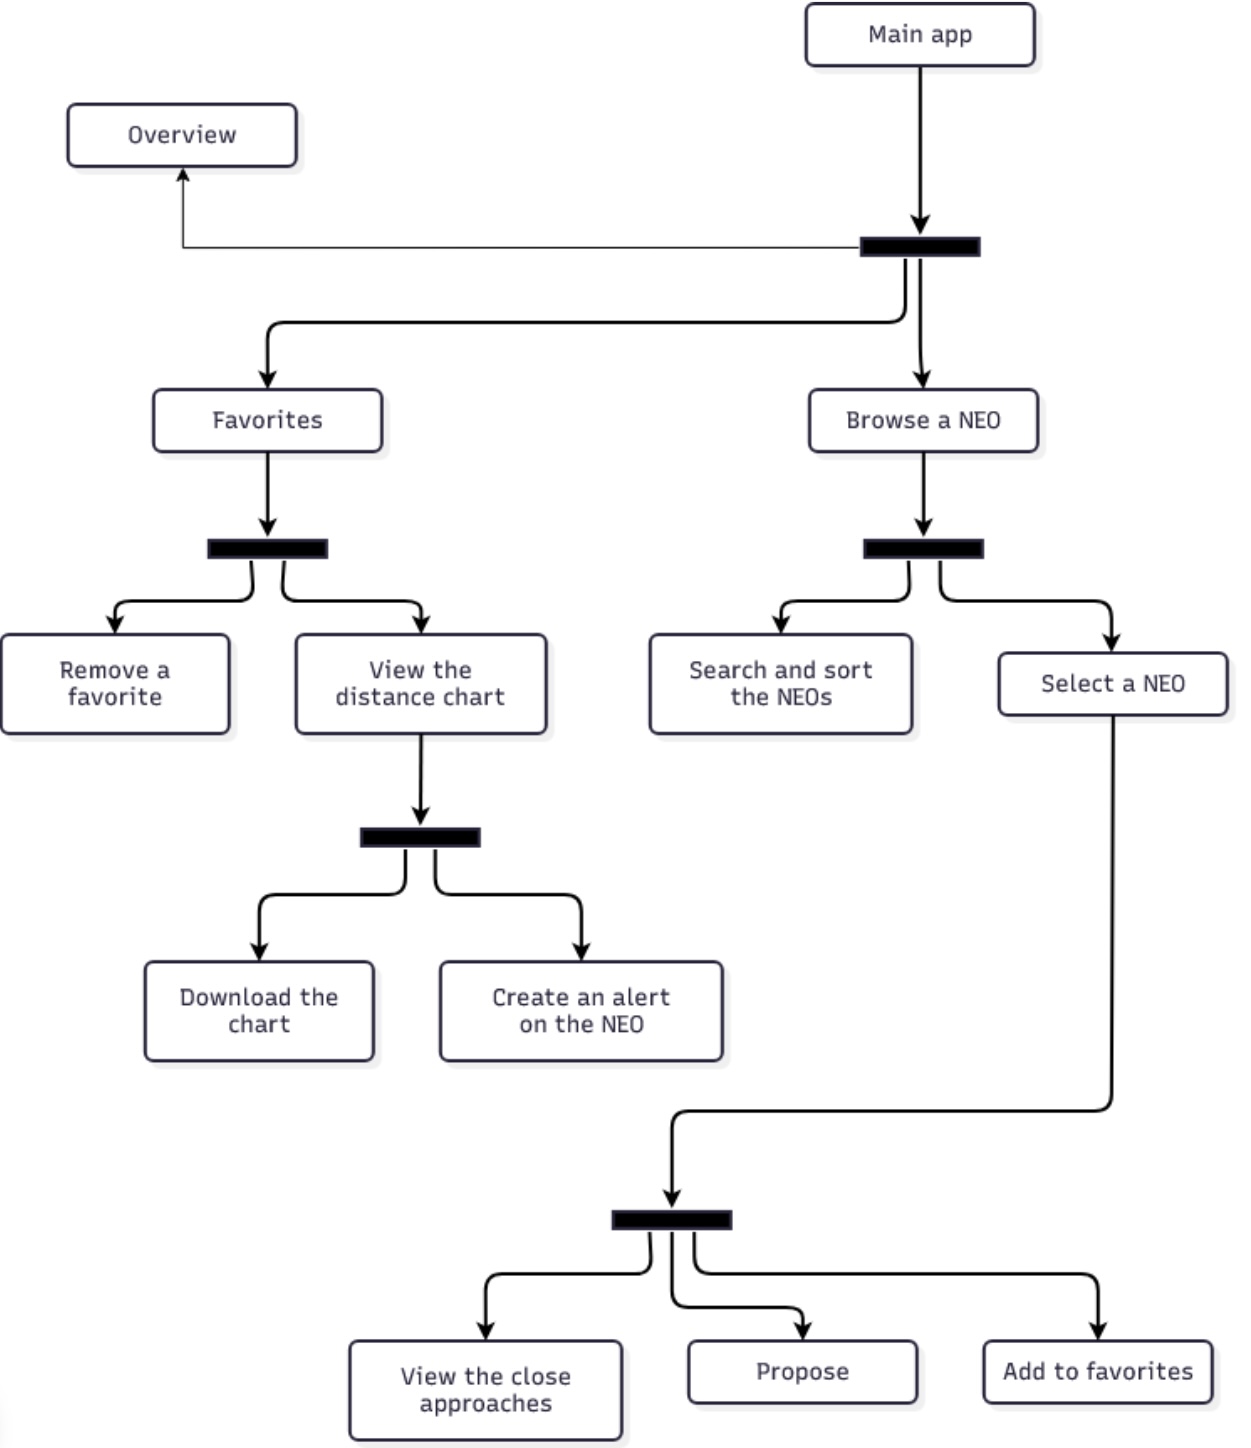 Main app
Overview
Favorites
Browse a NEO
Remove a
favorite
View the
distance chart
Search and sort
the NEOs
Select a NEO
Download the
chart
Create an alert
on the NEO
View the close
approaches
Propose
Add to favorites